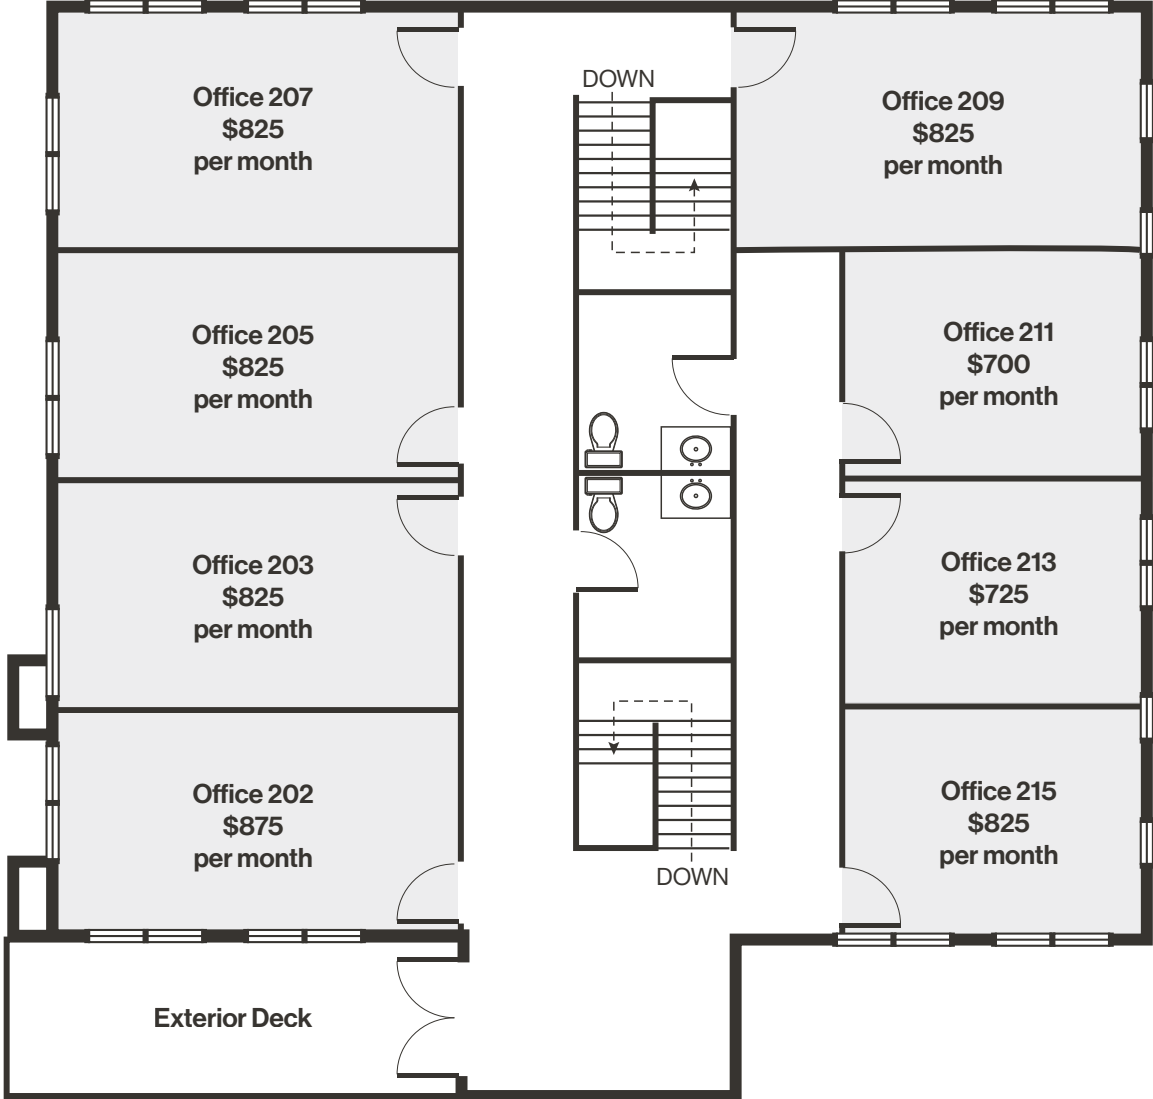 DOWN
Office 207
$825
per month
Office 209
$825
per month
Office 205
$825
per month
Office 211
$700
per month
Office 203
$825
per month
Office 213
$725
per month
Office 202
$875
per month
Office 215
$825
per month
DOWN
Exterior Deck